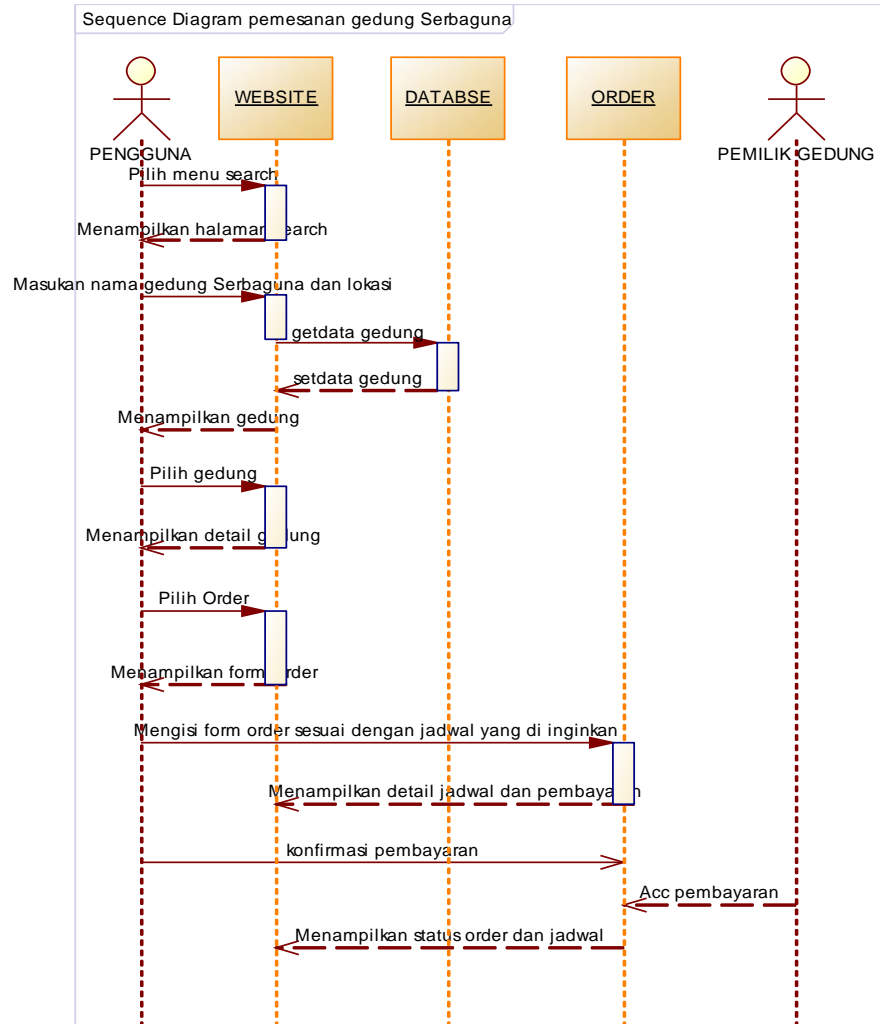 Sequence Diagram pemesanan gedung Serbaguna
WEBSITE
DATABSE
ORDER
PENGGUNA
PEMILIK GEDUNG
Pilih menu search
Menampilkan halaman search
Masukan nama gedung Serbaguna dan lokasi
getdata gedung
setdata gedung
Menampilkan gedung
Pilih gedung
Menampilkan detail gedung
Pilih Order
Menampilkan form order
Mengisi form order sesuai dengan jadwal yang di inginkan
Menampilkan detail jadwal dan pembayaran
konfirmasi pembayaran
Acc pembayaran
Menampilkan status order dan jadwal